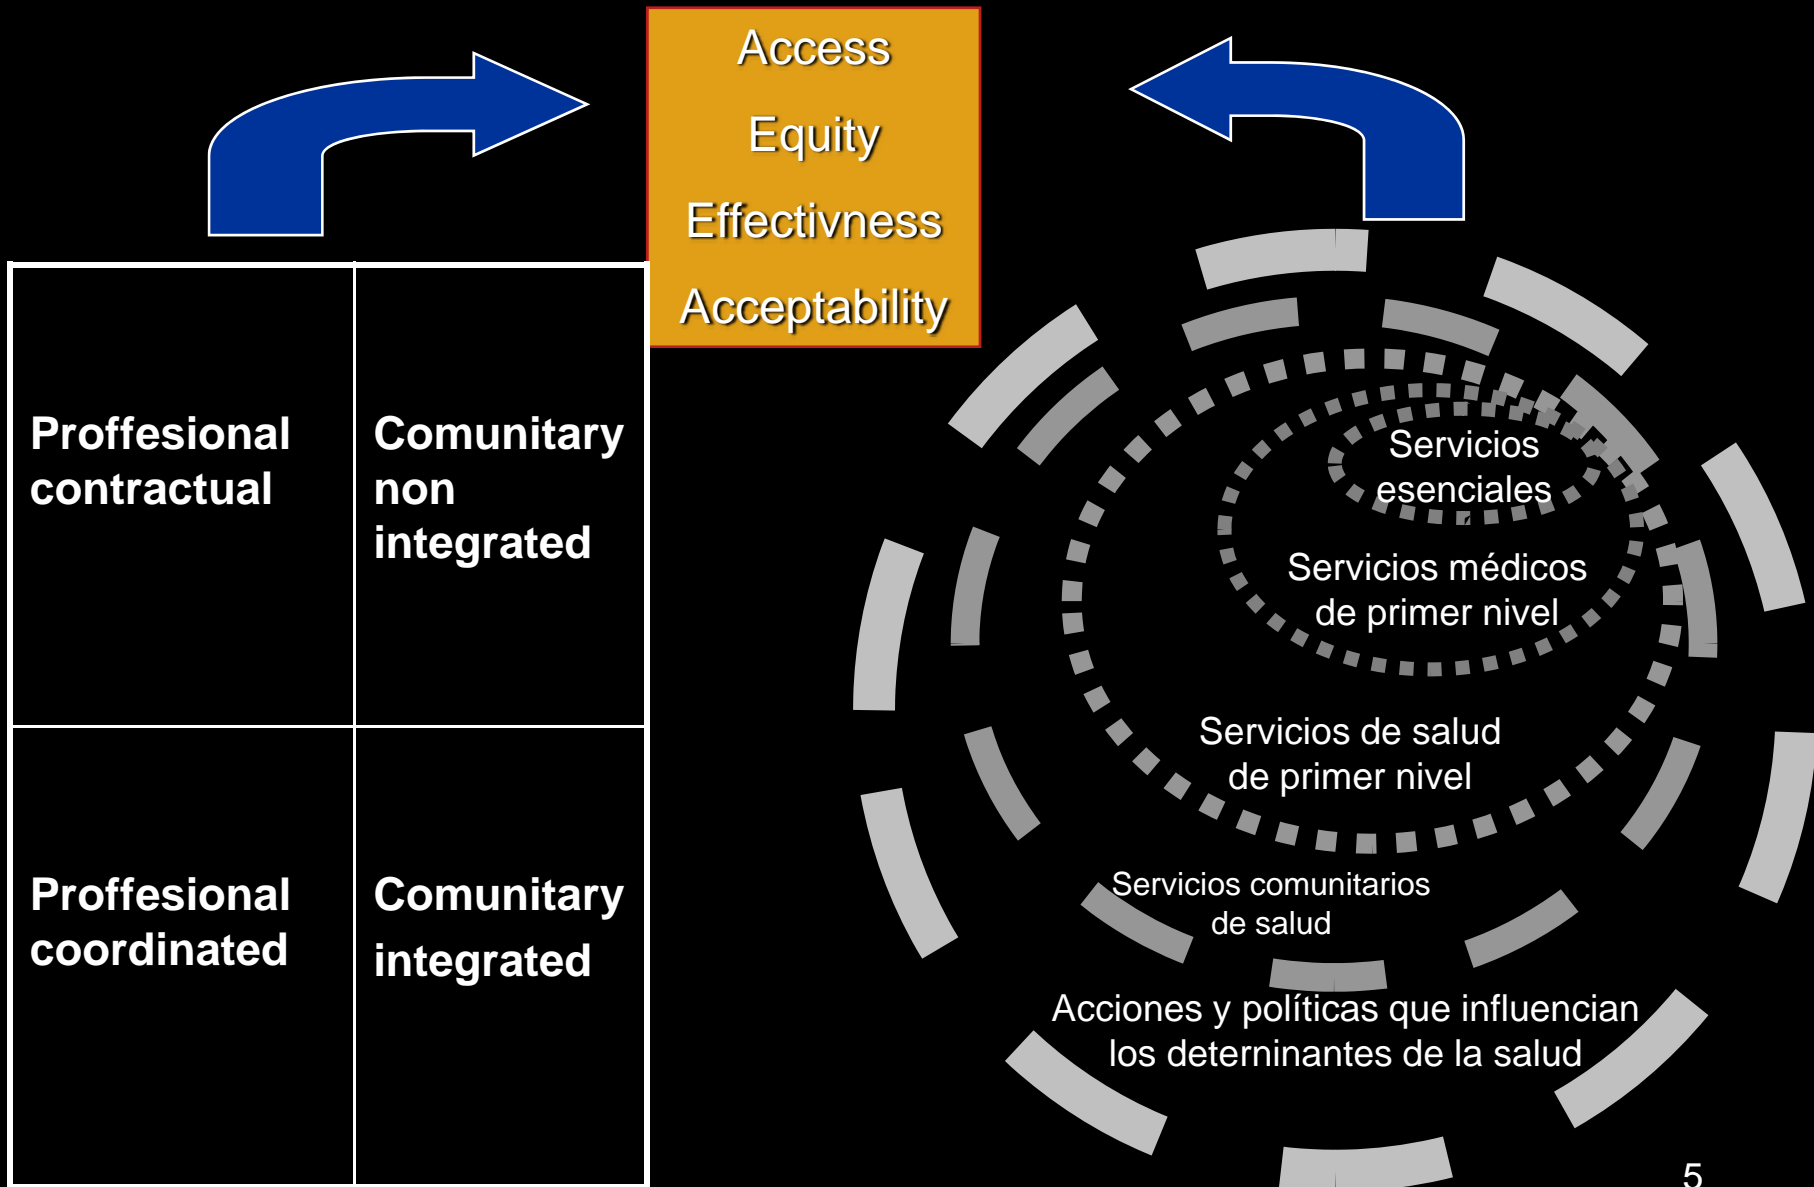 Access
Equity
Effectivness
Acceptability
Proffesional
contractual
Comunitary
non
integrated
Proffesional
coordinated
Comunitary
integrated
Servicios
esenciales
Servicios médicos
de primer nivel
Servicios de salud
de primer nivel
Servicios comunitarios
de salud
Acciones y políticas que influencian
los deterninantes de la salud
5